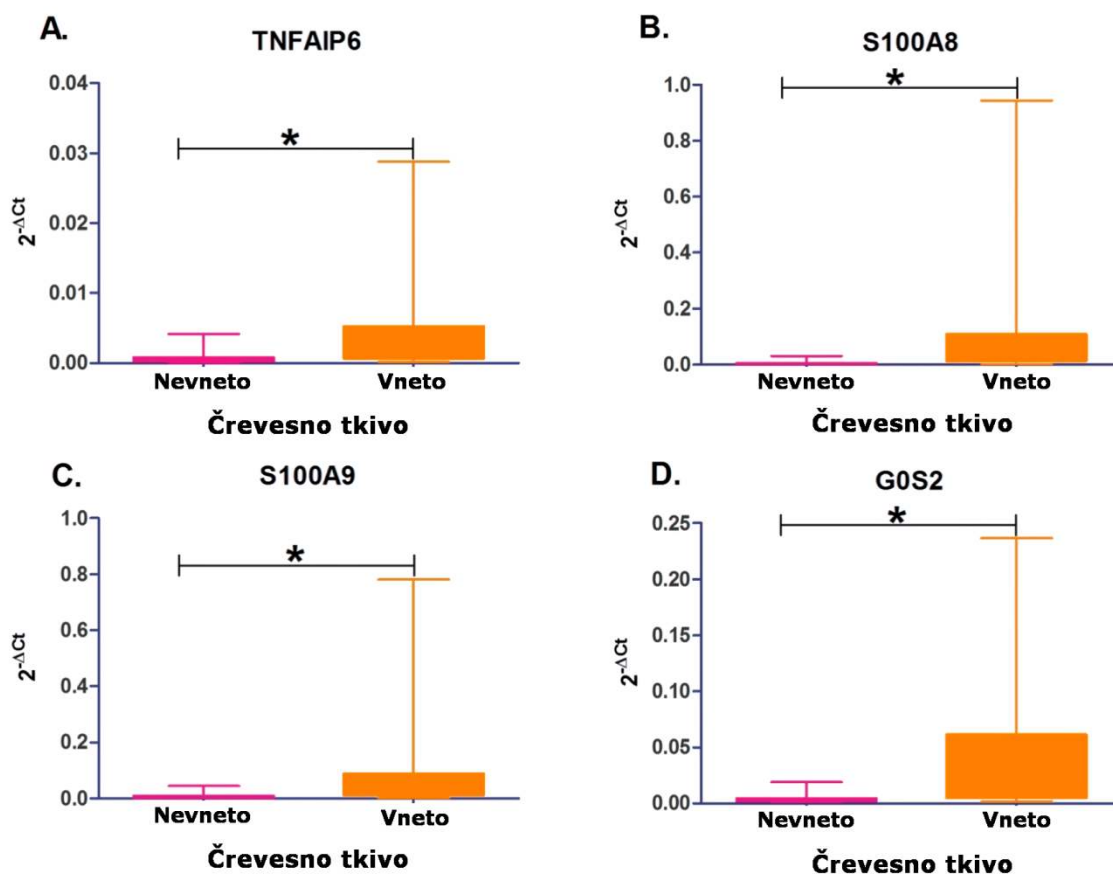 A.
TNFAIP6
0.04
0.03
0.02
0.01
0.00
2^-ΔCt
*
Nevneto Vneto
Črevesno tkivo
B.
S100A8
1.0
0.8
0.6
0.4
0.2
0.0
2^-ΔCt
*
Nevneto Vneto
Črevesno tkivo
C.
S100A9
1.0
0.8
0.6
0.4
0.2
0.0
2^-ΔCt
*
Nevneto Vneto
Črevesno tkivo
D.
G0S2
0.25
0.20
0.15
0.10
0.05
0.00
2^-ΔCt
*
Nevneto Vneto
Črevesno tkivo